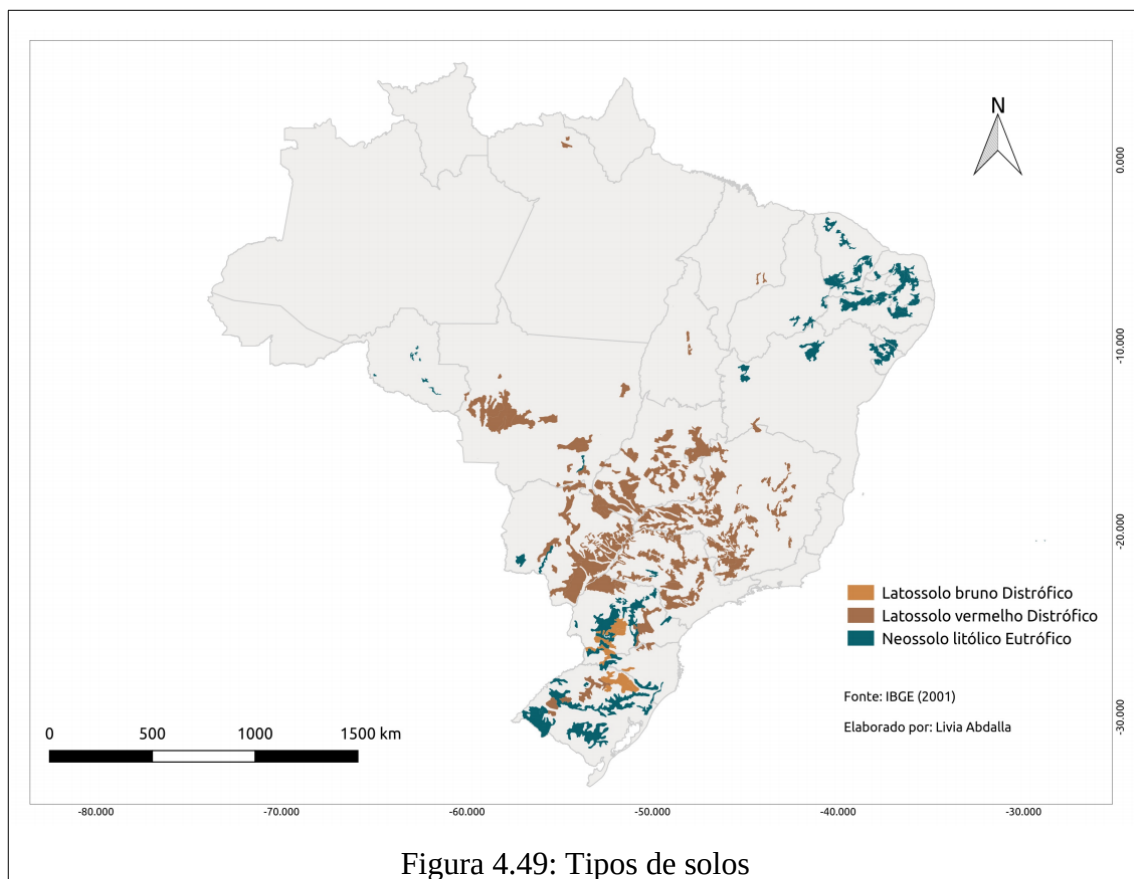 N
0.000
-10.000
-20.000
-30.000
Latossolo bruno Distrófico
Latossolo vermelho Distrófico
Neossolo litólico Eutrófico
Fonte: IBGE (2001)
Elaborado por: Livia Abdalla
0 500 1000 1500 km
-80.000 -70.000 -60.000 -50.000 -40.000 -30.000
Figura 4.49: Tipos de solos